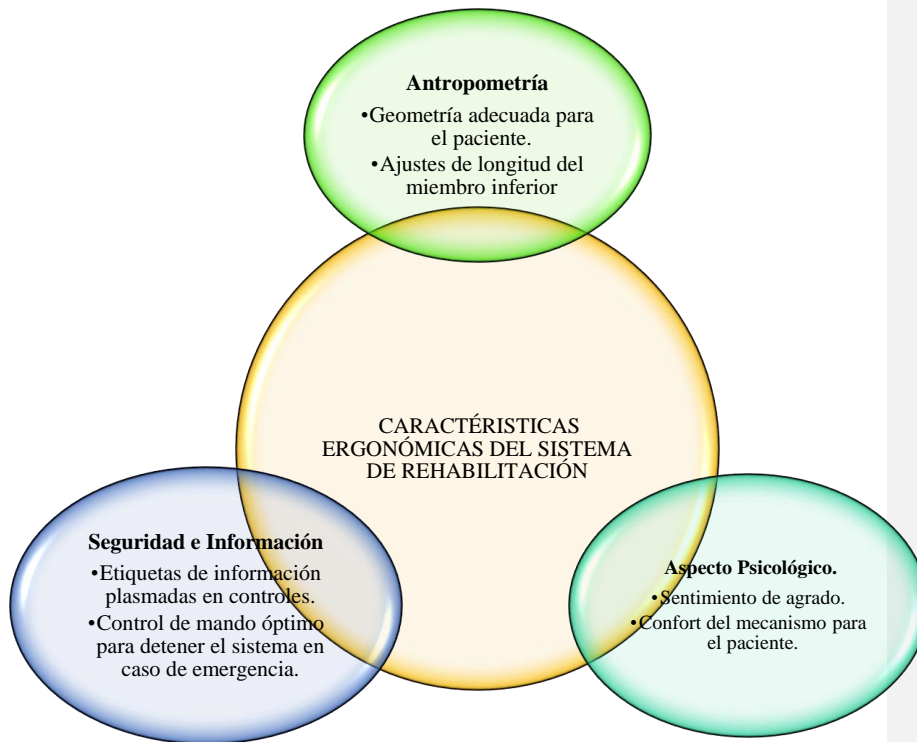 Antropometría
•Geometría adecuada para
el paciente.
•Ajustes de longitud del
miembro inferior
CARACTÉRISTICAS
ERGONÓMICAS DEL SISTEMA
DE REHABILITACIÓN
Seguridad e Información
•Etiquetas de información
plasmadas en controles.
•Control de mando óptimo
para detener el sistema en
caso de emergencia.
Aspecto Psicológico.
•Sentimiento de agrado.
•Confort del mecanismo para
el paciente.